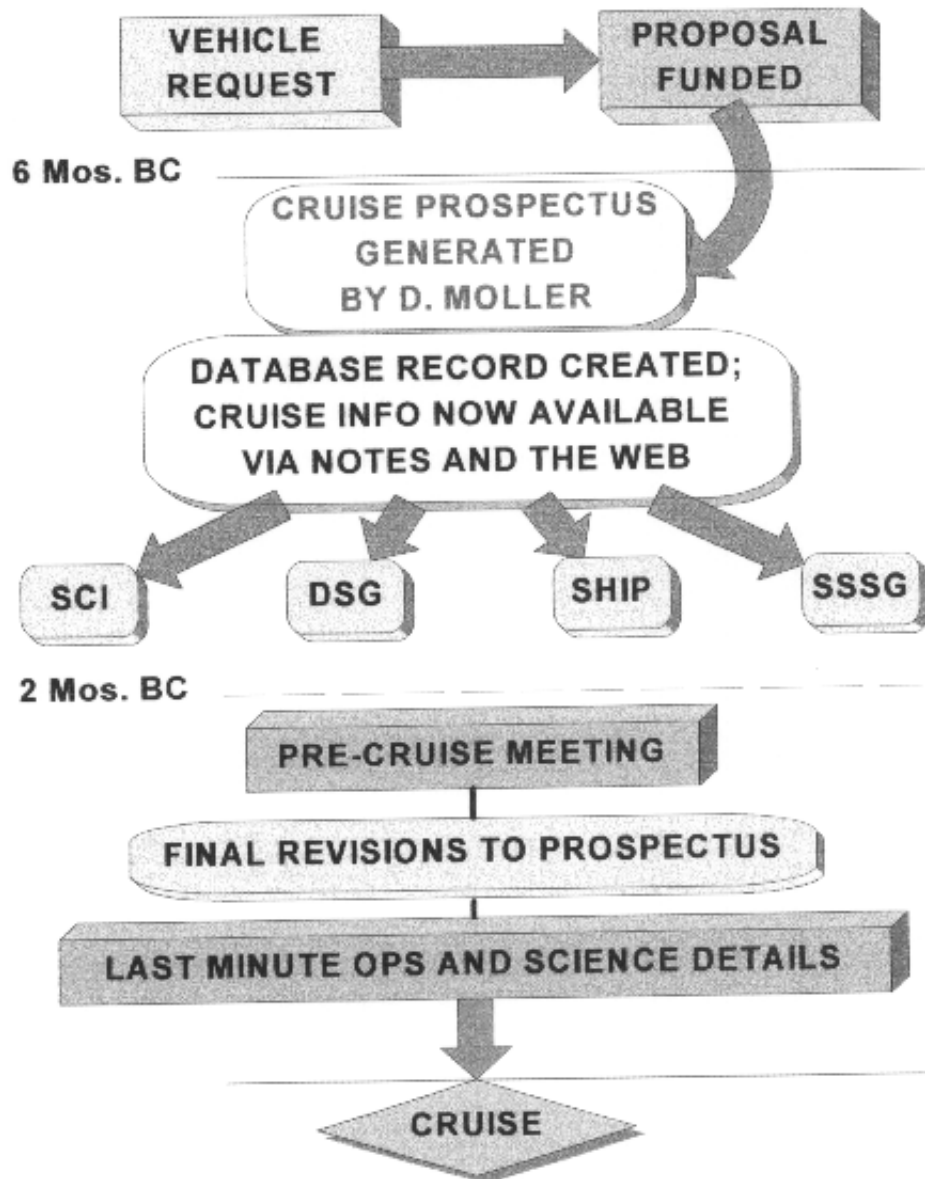 VEHICLE
REQUEST
PROPOSAL
FUNDED
6 Mos. BC
CRUISE PROSPECTUS
GENERATED
BY D. MOLLER
DATABASE RECORD CREATED;
CRUISE INFO NOW AVAILABLE
VIA NOTES AND THE WEB
SCI
DSG
SHIP
SSSG
2 Mos. BC
PRE-CRUISE MEETING
FINAL REVISIONS TO PROSPECTUS
LAST MINUTE OPS AND SCIENCE DETAILS
CRUISE